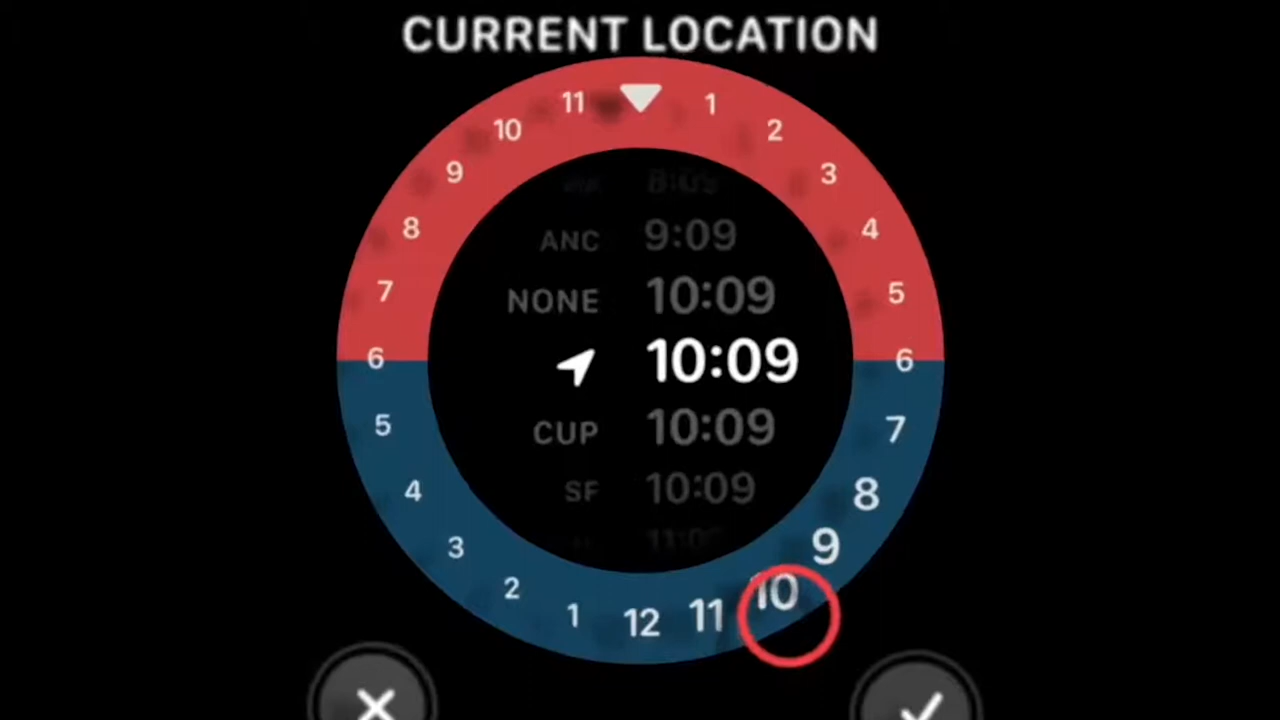 CURRENT LOCATION
11 1
10 2
9 3
8 4
7 5
6 6
5 7
4 8
3 9
2 10
1 12 11
8:09
ANC 9:09
NONE 10:09
10:09
CUP 10:09
SF 10:09